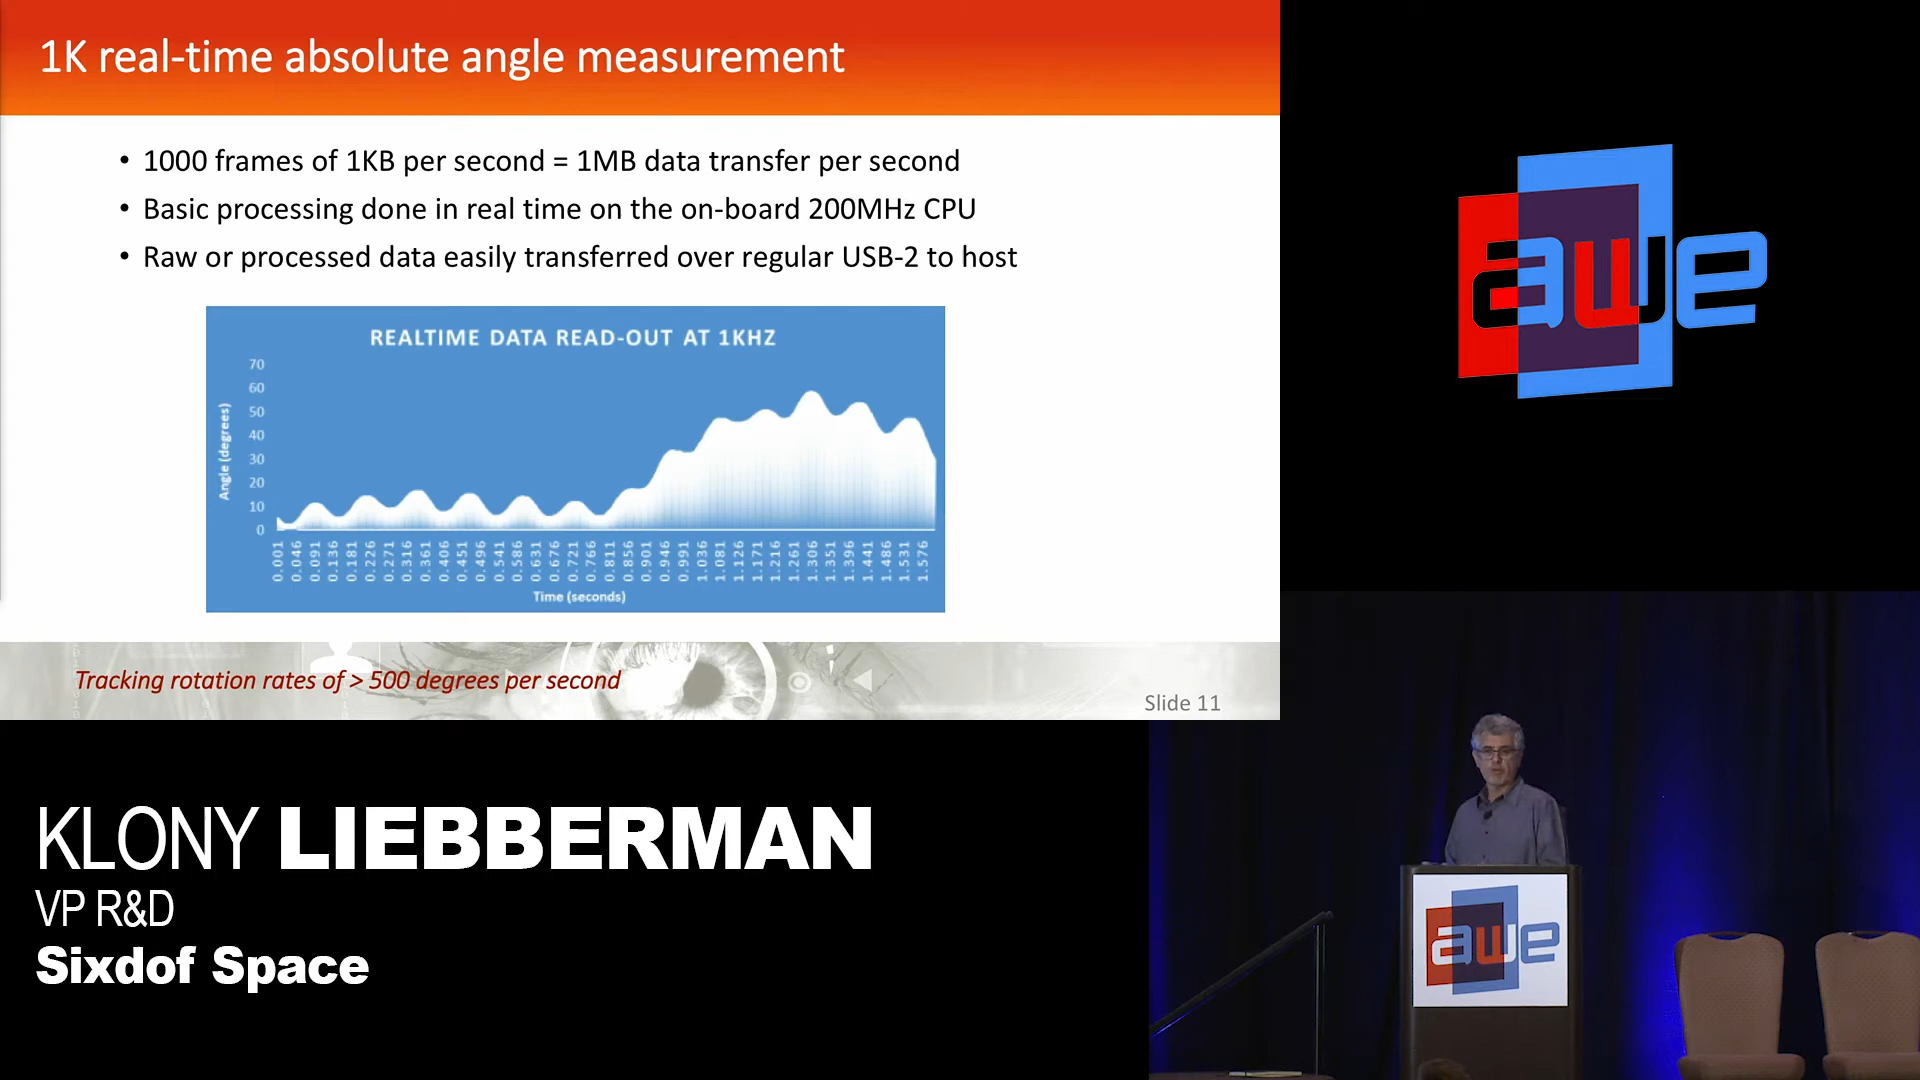 1K real-time absolute angle measurement
• 1000 frames of 1KB per second = 1MB data transfer per second
• Basic processing done in real time on the on-board 200MHz CPU
• Raw or processed data easily transferred over regular USB-2 to host
REALTIME DATA READ-OUT AT 1KHZ
Angle (degrees)
70
60
50
40
30
20
10
0
0.001 0.046 0.091 0.136 0.181 0.226 0.271 0.316 0.361 0.406 0.451 0.496 0.541 0.586 0.631 0.676 0.721 0.766 0.811 0.856 0.901 0.946 0.991 1.036 1.081 1.126 1.171 1.216 1.261 1.306 1.351 1.396 1.441 1.486 1.531 1.576
Time (seconds)
Tracking rotation rates of > 500 degrees per second
Slide 11
awe
KLONY LIEBBERMAN
VP R&D
Sixdof Space
awe